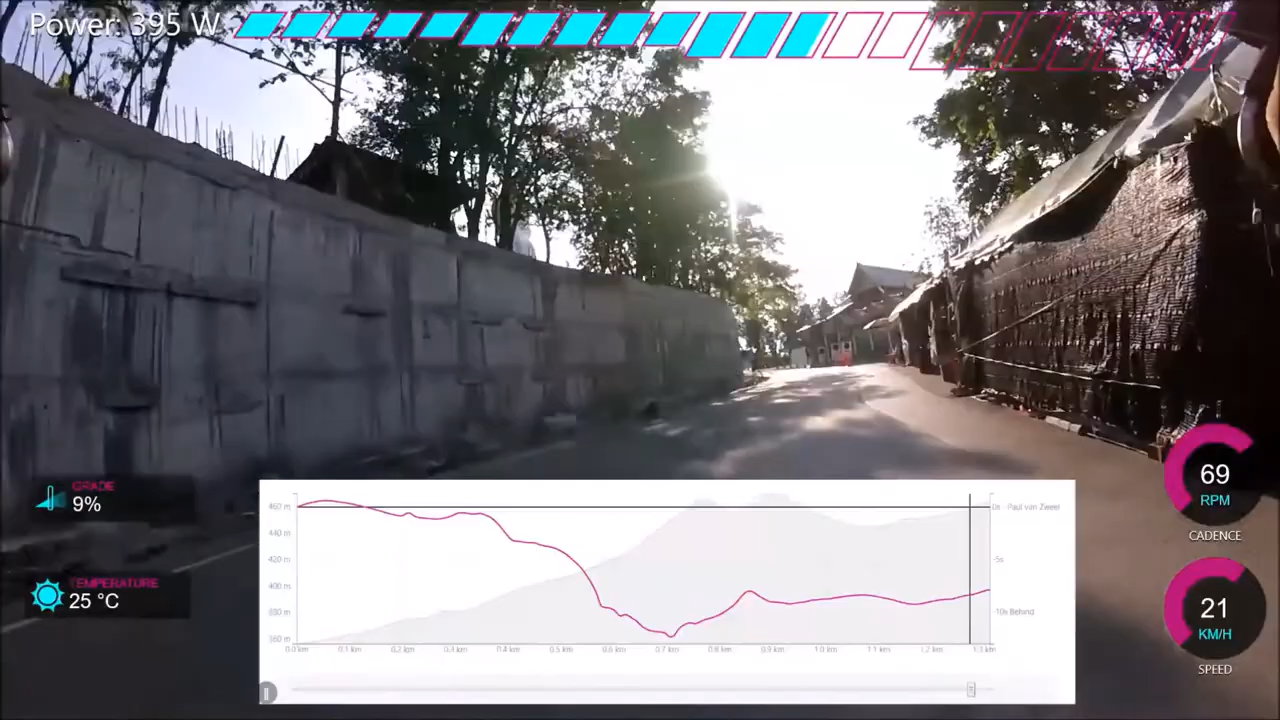 Power: 395 W
GRADE
9%
TEMPERATURE
25 °C
460 m
440 m
420 m
400 m
380 m
360 m
0s - Paul van Zweel
-5s
-10s Behind
0.0 km 0.1 km 0.2 km 0.3 km 0.4 km 0.5 km 0.6 km 0.7 km 0.8 km 0.9 km 1.0 km 1.1 km 1.2 km 1.3 km
69
RPM
CADENCE
21
KM/H
SPEED